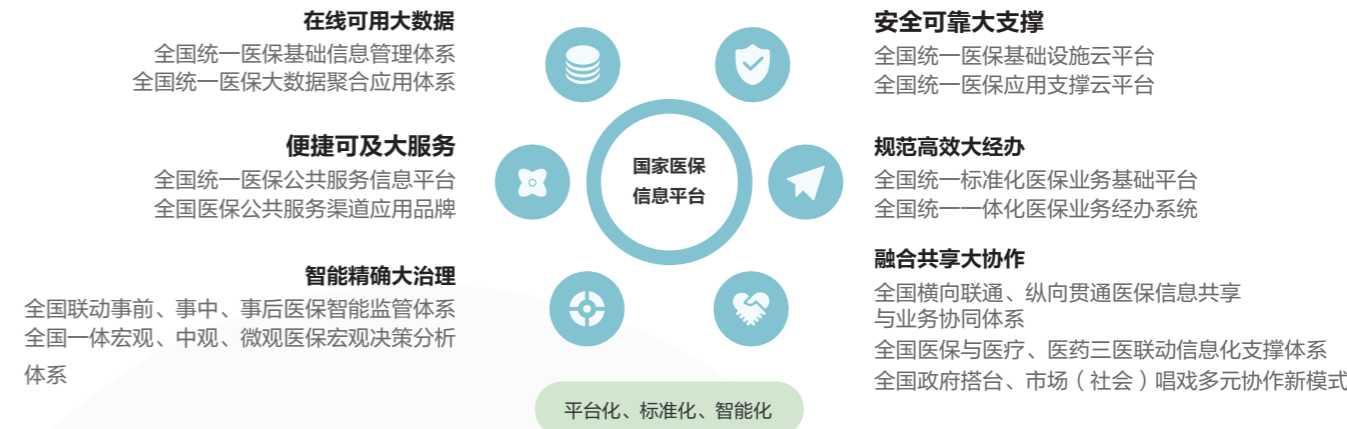 在线可用大数据
全国统一医保基础信息管理体系
全国统一医保大数据聚合应用体系
便捷可及大服务
全国统一医保公共服务信息平台
全国医保公共服务渠道应用品牌
智能精确大治理
全国联动事前、事中、事后医保智能监管体系
全国一体宏观、中观、微观医保宏观决策分析
体系
国家医保
信息平台
安全可靠大支撑
全国统一医保基础设施云平台
全国统一医保应用支撑云平台
规范高效大经办
全国统一标准化医保业务基础平台
全国统一一体化医保业务经办系统
融合共享大协作
全国横向联通、纵向贯通医保信息共享
与业务协同体系
全国医保与医疗、医药三医联动信息化支撑体系
全国政府搭台、市场（社会）唱戏多元协作新模式
平台化、标准化、智能化